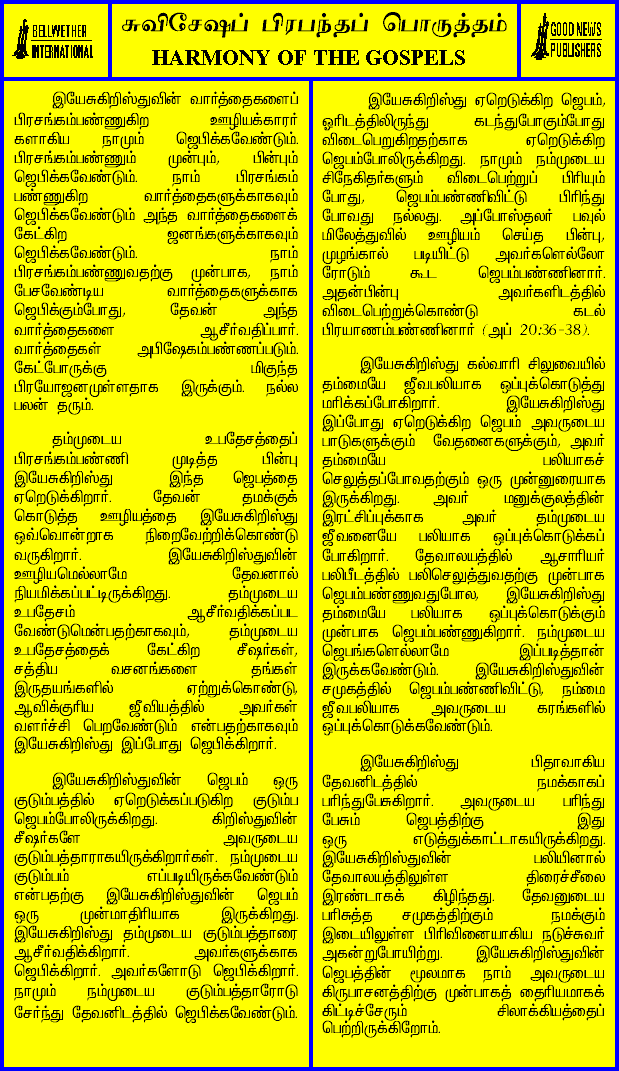 BELLWETHER
INTERNATIONAL
சுவிசேஷப் பிரபந்தப் பொருத்தம்
HARMONY OF THE GOSPELS
GOOD NEWS
PUBLISHERS
இயேசுகிறிஸ்துவின் வார்த்தைகளைப்
பிரசங்கம்பண்ணுகிற ஊழியக்காரர்
களாகிய நாமும் ஜெபிக்கவேண்டும்.
பிரசங்கம்பண்ணும் முன்பும், பின்பும்
ஜெபிக்கவேண்டும். நாம் பிரசங்கம்
பண்ணுகிற வார்த்தைகளுக்காகவும்
ஜெபிக்கவேண்டும் அந்த வார்த்தைகளைக்
கேட்கிற ஜனங்களுக்காகவும்
ஜெபிக்கவேண்டும். நாம்
பிரசங்கம்பண்ணுவதற்கு முன்பாக, நாம்
பேசவேண்டிய வார்த்தைகளுக்காக
ஜெபிக்கும்போது, தேவன் அந்த
வார்த்தைகளை ஆசீர்வதிப்பார்.
வார்த்தைகள் அபிஷேகம்பண்ணப்படும்.
கேட்போருக்கு மிகுந்த
பிரயோஜனமுள்ளதாக இருக்கும். நல்ல
பலன் தரும்.
தம்முடைய உபதேசத்தைப்
பிரசங்கம்பண்ணி முடித்த பின்பு
இயேசுகிறிஸ்து இந்த ஜெபத்தை
ஏறெடுக்கிறார். தேவன் தமக்குக்
கொடுத்த ஊழியத்தை இயேசுகிறிஸ்து
ஒவ்வொன்றாக நிறைவேற்றிக்கொண்டு
வருகிறார். இயேசுகிறிஸ்துவின்
ஊழியமெல்லாமே தேவனால்
நியமிக்கப்பட்டிருக்கிறது. தம்முடைய
உபதேசம் ஆசீர்வதிக்கப்பட
வேண்டுமென்பதற்காகவும், தம்முடைய
உபதேசத்தைக் கேட்கிற சீஷர்கள்,
சத்திய வசனங்களை தங்கள்
இருதயங்களில் ஏற்றுக்கொண்டு,
ஆவிக்குரிய ஜீவியத்தில் அவர்கள்
வளர்ச்சி பெறவேண்டும் என்பதற்காகவும்
இயேசுகிறிஸ்து இப்போது ஜெபிக்கிறார்.
இயேசுகிறிஸ்துவின் ஜெபம் ஒரு
குடும்பத்தில் ஏறெடுக்கப்படுகிற குடும்ப
ஜெபம்போலிருக்கிறது. கிறிஸ்துவின்
சீஷர்களே அவருடைய
குடும்பத்தாராகயிருக்கிறார்கள். நம்முடைய
குடும்பம் எப்படியிருக்கவேண்டும்
என்பதற்கு இயேசுகிறிஸ்துவின் ஜெபம்
ஒரு முன்மாதிரியாக இருக்கிறது.
இயேசுகிறிஸ்து தம்முடைய குடும்பத்தாரை
ஆசீர்வதிக்கிறார். அவர்களுக்காக
ஜெபிக்கிறார். அவர்களோடு ஜெபிக்கிறார்.
நாமும் நம்முடைய குடும்பத்தாரோடு
சேர்ந்து தேவனிடத்தில் ஜெபிக்கவேண்டும்.
இயேசுகிறிஸ்து ஏறெடுக்கிற ஜெபம்,
ஓரிடத்திலிருந்து கடந்துபோகும்போது
விடைபெறுகிறதற்காக ஏறெடுக்கிற
ஜெபம்போலிருக்கிறது. நாமும் நம்முடைய
சிநேகிதர்களும் விடைபெற்றுப் பிரியும்
போது, ஜெபம்பண்ணிவிட்டு பிரிந்து
போவது நல்லது. அப்போஸ்தலர் பவுல்
மிலேத்துவில் ஊழியம் செய்த பின்பு,
முழங்கால் படியிட்டு அவர்களெல்லோ
ரோடும் கூட ஜெபம்பண்ணினார்.
அதன்பின்பு அவர்களிடத்தில்
விடைபெற்றுக்கொண்டு கடல்
பிரயாணம்பண்ணினார் (அப் 20:36-38).
இயேசுகிறிஸ்து கல்வாரி சிலுவையில்
தம்மையே ஜீவபலியாக ஒப்புக்கொடுத்து
மரிக்கப்போகிறார். இயேசுகிறிஸ்து
இப்போது ஏறெடுக்கிற ஜெபம் அவருடைய
பாடுகளுக்கும் வேதனைகளுக்கும், அவர்
தம்மையே பலியாகச்
செலுத்தப்போவதற்கும் ஒரு முன்னுரையாக
இருக்கிறது. அவர் மனுக்குலத்தின்
இரட்சிப்புக்காக அவர் தம்முடைய
ஜீவனையே பலியாக ஒப்புக்கொடுக்கப்
போகிறார். தேவாலயத்தில் ஆசாரியர்
பலிபீடத்தில் பலிசெலுத்துவதற்கு முன்பாக
ஜெபம்பண்ணுவதுபோல, இயேசுகிறிஸ்து
தம்மையே பலியாக ஒப்புக்கொடுக்கும்
முன்பாக ஜெபம்பண்ணுகிறார். நம்முடைய
ஜெபங்களெல்லாமே இப்படித்தான்
இருக்கவேண்டும். இயேசுகிறிஸ்துவின்
சமுகத்தில் ஜெபம்பண்ணிவிட்டு, நம்மை
ஜீவபலியாக அவருடைய கரங்களில்
ஒப்புக்கொடுக்கவேண்டும்.
இயேசுகிறிஸ்து பிதாவாகிய
தேவனிடத்தில் நமக்காகப்
பரிந்துபேசுகிறார். அவருடைய பரிந்து
பேசும் ஜெபத்திற்கு இது
ஒரு எடுத்துக்காட்டாகயிருக்கிறது.
இயேசுகிறிஸ்துவின் பலியினால்
தேவாலயத்திலுள்ள திரைச்சீலை
இரண்டாகக் கிழிந்தது. தேவனுடைய
பரிசுத்த சமுகத்திற்கும் நமக்கும்
இடையிலுள்ள பிரிவினையாகிய நடுச்சுவர்
அகன்றுபோயிற்று. இயேசுகிறிஸ்துவின்
ஜெபத்தின் மூலமாக நாம் அவருடைய
கிருபாசனத்திற்கு முன்பாகத் தைரியமாகக்
கிட்டிச்சேரும் சிலாக்கியத்தைப்
பெற்றிருக்கிறோம்.